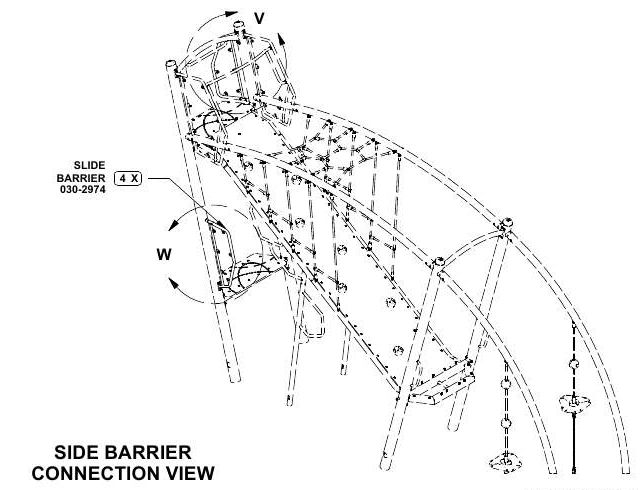 V
SLIDE
BARRIER 4 X
030-2974
W
SIDE BARRIER
CONNECTION VIEW